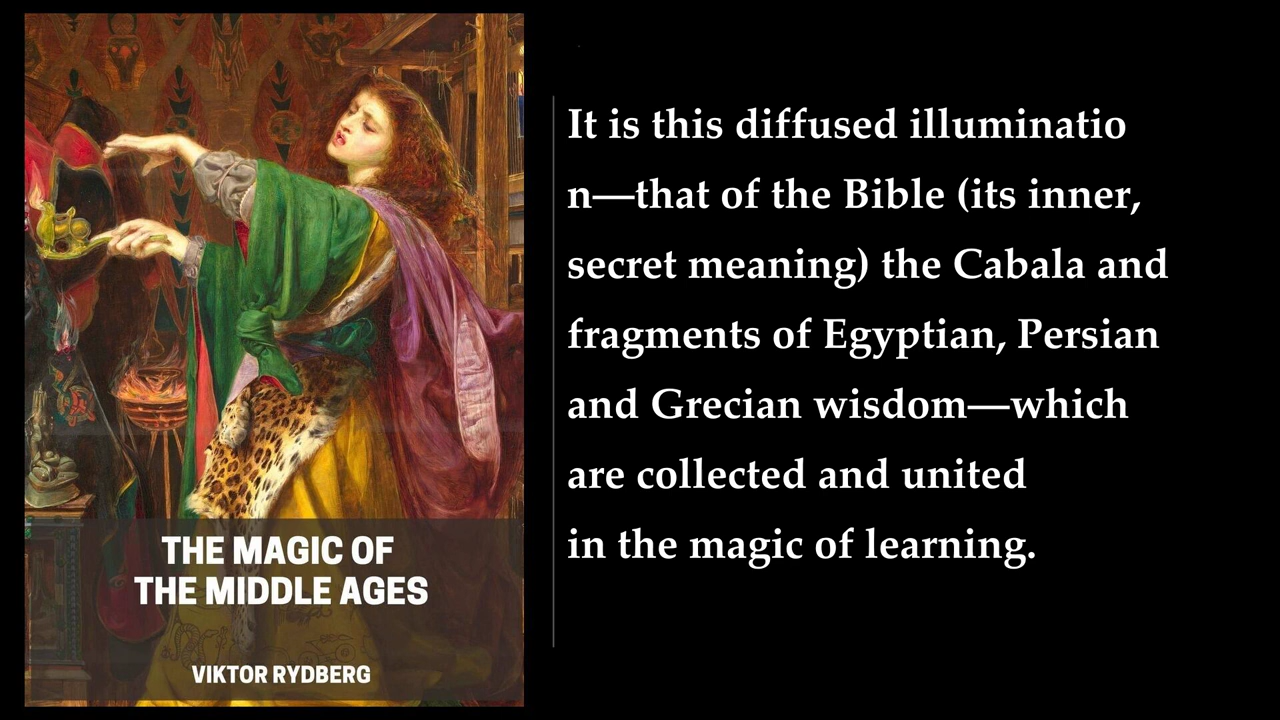 THE MAGIC OF
THE MIDDLE AGES
VIKTOR RYDBERG
It is this diffused illuminatio
n—that of the Bible (its inner,
secret meaning) the Cabala and
fragments of Egyptian, Persian
and Grecian wisdom—which
are collected and united
in the magic of learning.